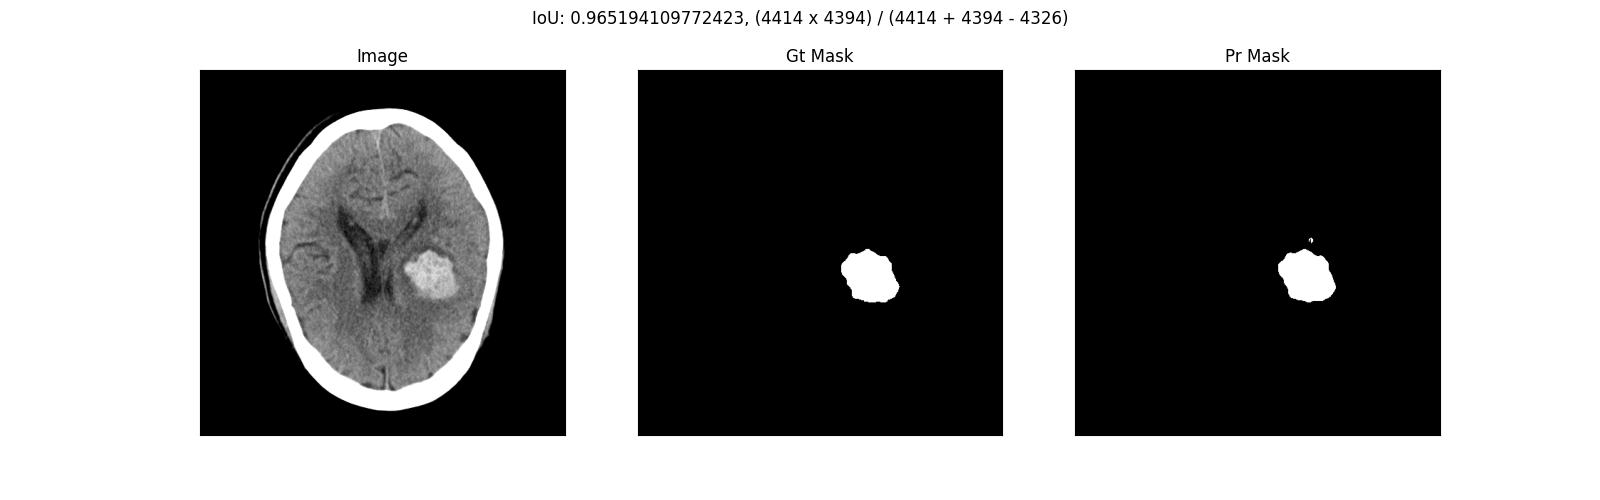 IoU: 0.965194109772423, (4414 x 4394) / (4414 + 4394 - 4326)
Image
Gt Mask
Pr Mask